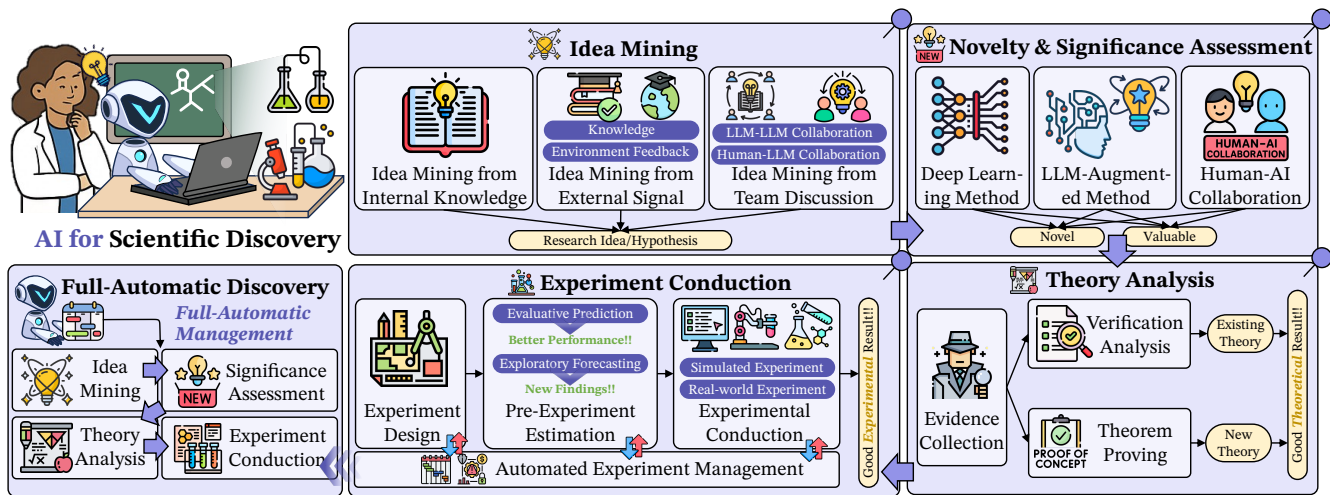 AI for Scientific Discovery
Idea Mining
Idea Mining from
Internal Knowledge
Knowledge
Environment Feedback
Idea Mining from
External Signal
LLM-LLM Collaboration
Human-LLM Collaboration
Idea Mining from
Team Discussion
Research Idea/Hypothesis
NEW
Novelty & Significance Assessment
Deep Learn-
ing Method
LLM-Augment-
ed Method
HUMAN-AI
COLLABORATION
Human-AI
Collaboration
Novel
Valuable
Full-Automatic Discovery
Full-Automatic
Management
Idea
Mining
NEW
Significance
Assessment
√x
Theory
Analysis
Experiment
Conduction
Experiment Conduction
Experiment
Design
Evaluative Prediction
Better Performance!!
Exploratory Forecasting
New Findings!!
Pre-Experiment
Estimation
Simulated Experiment
Real-world Experiment
Experimental
Conduction
Automated Experiment Management
Good Experimental Result!!
√x
Theory Analysis
Evidence
Collection
Verification
Analysis
Existing
Theory
PROOF OF
CONCEPT
Theorem
Proving
New
Theory
Good Theoretical Result!!